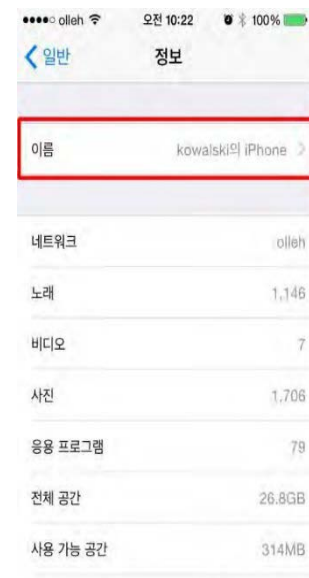 olleh 오전 10:22 100%
일반 정보
이름 kowalski의 iPhone
네트워크 olleh
노래 1,146
비디오 7
사진 1,706
응용 프로그램 79
전체 공간 26.8GB
사용 가능 공간 314MB